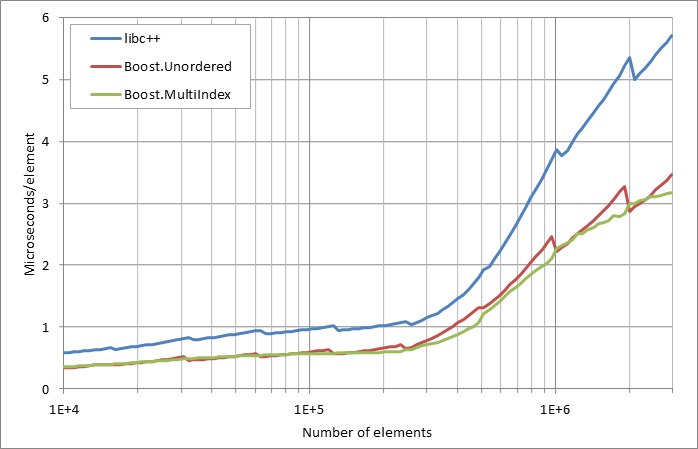 6
5
4
3
2
1
0
Microseconds/element
libc++
Boost.Unordered
Boost.MultiIndex
1E+4
1E+5
1E+6
Number of elements